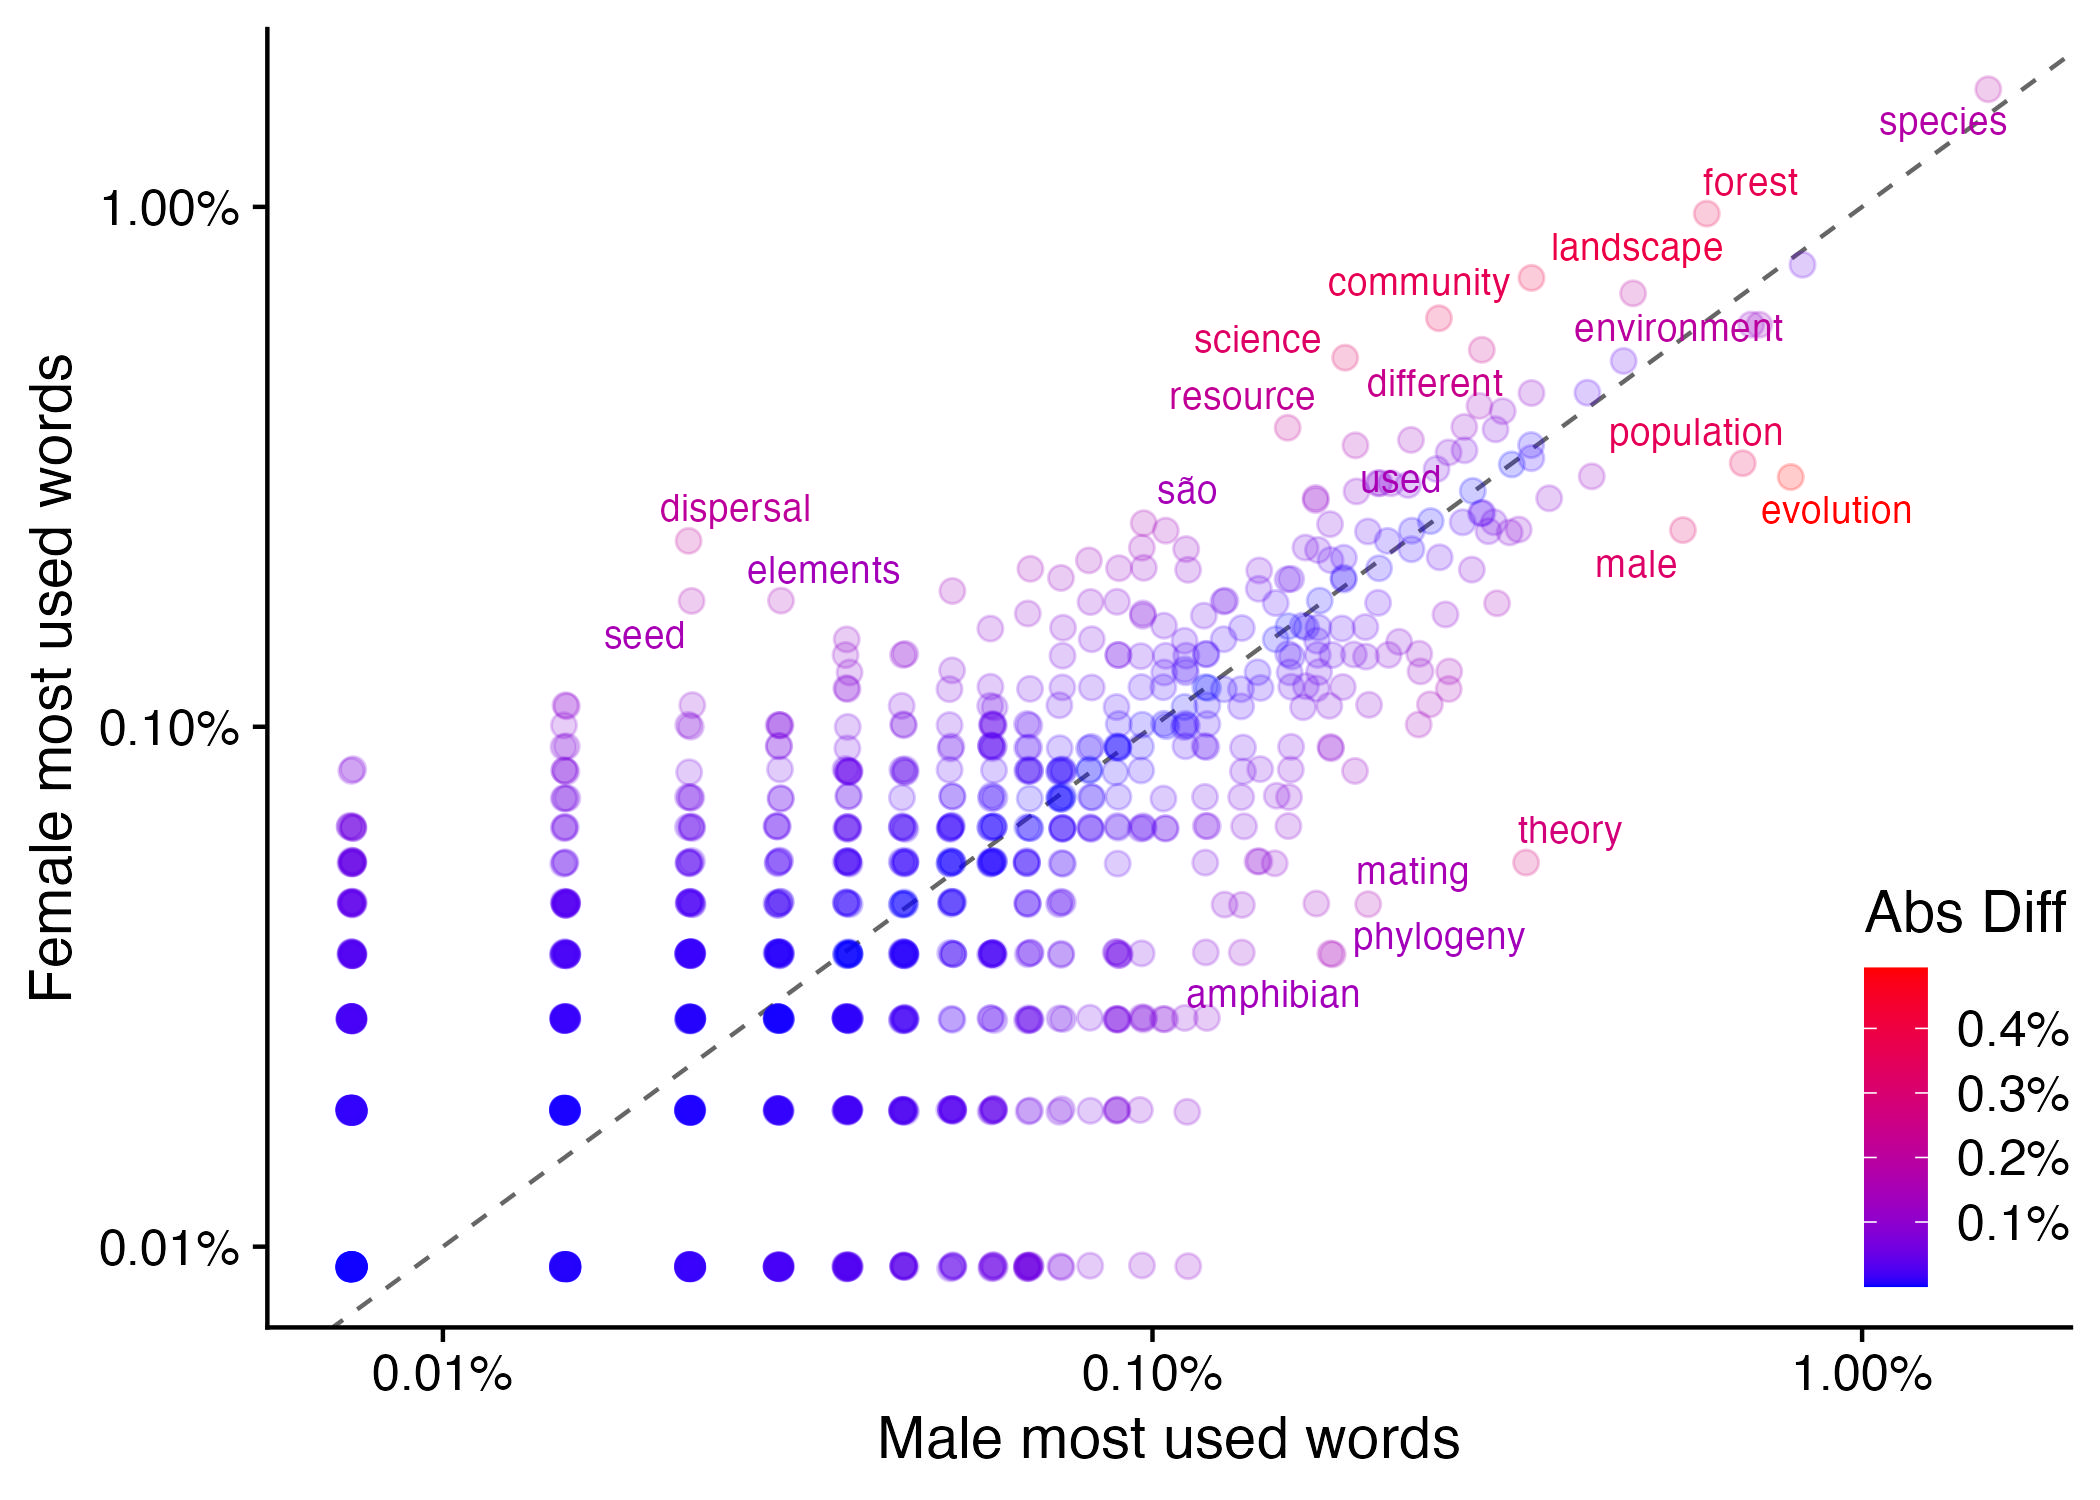 species
forest
1.00%
landscape
community
environment
science
different
resource
population
used
são
dispersal
evolution
elements
male
seed
0.10%
theory
mating
phylogeny
amphibian
0.01%
Female most used words
Abs Diff
0.4%
0.3%
0.2%
0.1%
0.01%
0.10%
1.00%
Male most used words